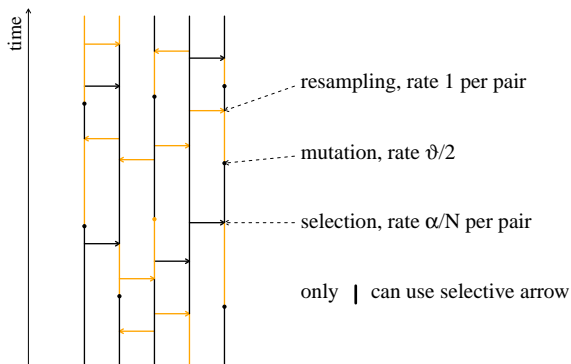 time
resampling, rate 1 per pair
mutation, rate ϑ/2
selection, rate α/N per pair
only | can use selective arrow